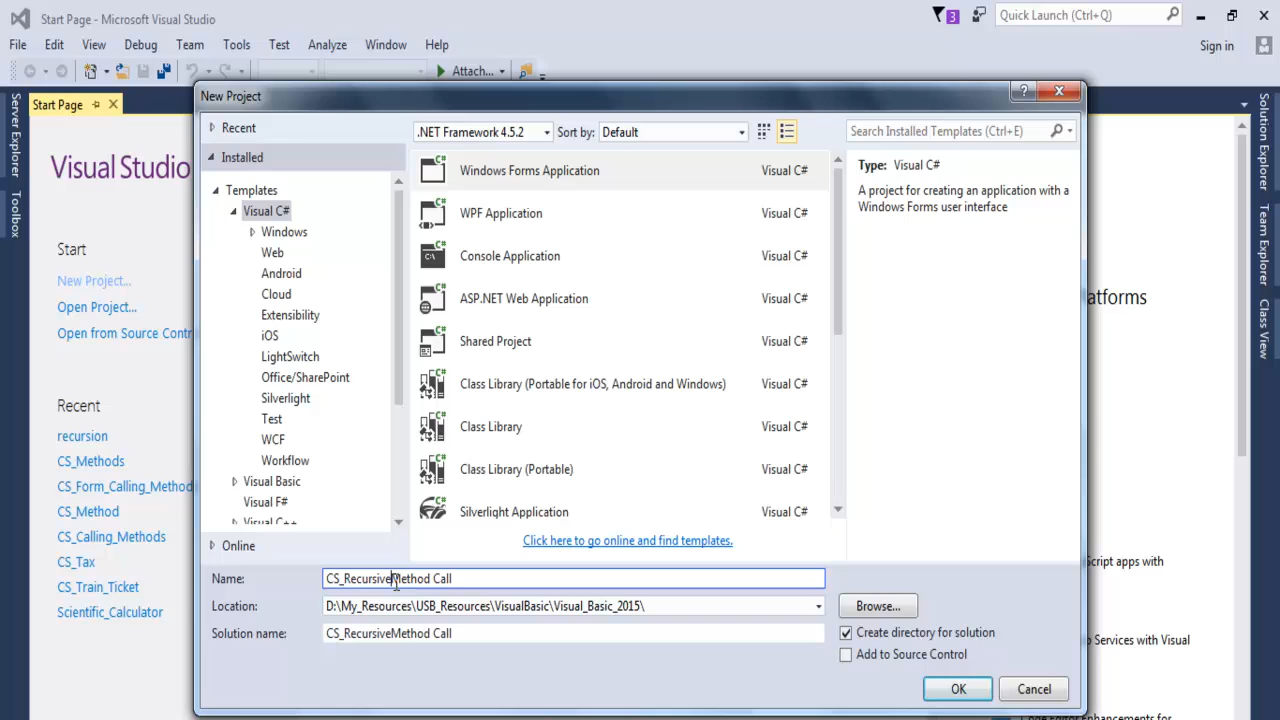 Start Page - Microsoft Visual Studio
3
Quick Launch (Ctrl+Q)
File Edit View Debug Team Tools Test Analyze Window Help
Sign in
Attach...
Server Explorer
Toolbox
Start Page
Visual Studio
Start
New Project...
Open Project...
Open from Source Contr
Recent
recursion
CS_Methods
CS_Form_Calling_Method
CS_Method
CS_Calling_Methods
CS_Tax
CS_Train_Ticket
Scientific_Calculator
New Project
?
Recent
.NET Framework 4.5.2
Sort by: Default
Search Installed Templates (Ctrl+E)
Installed
Templates
Visual C#
Windows
Web
Android
Cloud
Extensibility
iOS
LightSwitch
Office/SharePoint
Silverlight
Test
WCF
Workflow
Visual Basic
Visual F#
Visual C++
Online
Windows Forms Application Visual C#
WPF Application Visual C#
Console Application Visual C#
ASP.NET Web Application Visual C#
Shared Project Visual C#
Class Library (Portable for iOS, Android and Windows) Visual C#
Class Library Visual C#
Class Library (Portable) Visual C#
Silverlight Application Visual C#
Click here to go online and find templates.
Type: Visual C#
A project for creating an application with a
Windows Forms user interface
Name: CS_RecursiveMethod Call
Location: D:\My_Resources\USB_Resources\VisualBasic\Visual_Basic_2015\
Browse...
Solution name: CS_RecursiveMethod Call
Create directory for solution
Add to Source Control
OK
Cancel
atforms
Script apps with
Services with Visual
Code Editor Enhancements for
Solution Explorer
Team Explorer
Class View